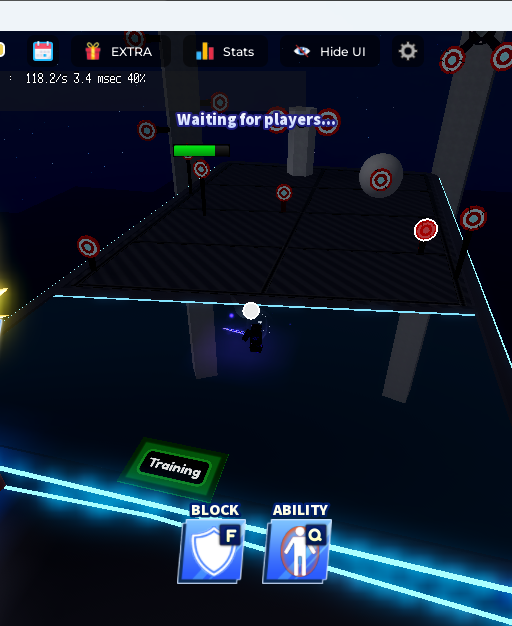 EXTRA Stats Hide UI
: 118.2/s 3.4 msec 40%
Waiting for players...
Training
BLOCK ABILITY
F Q